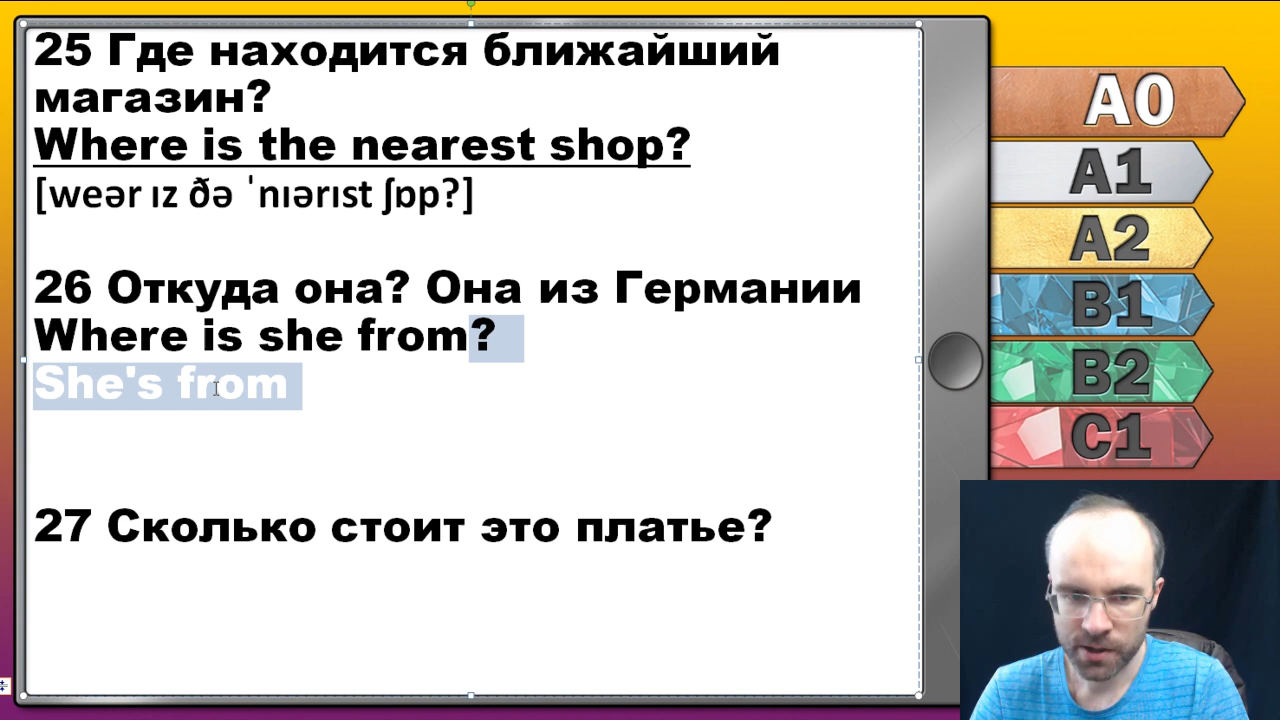 25 Где находится ближайший
магазин?
Where is the nearest shop?
[weər ɪz ðə ˈnɪərɪst ʃɒp?]
26 Откуда она? Она из Германии
Where is she from?
She's from
27 Сколько стоит это платье?
A0
A1
A2
B1
B2
C1